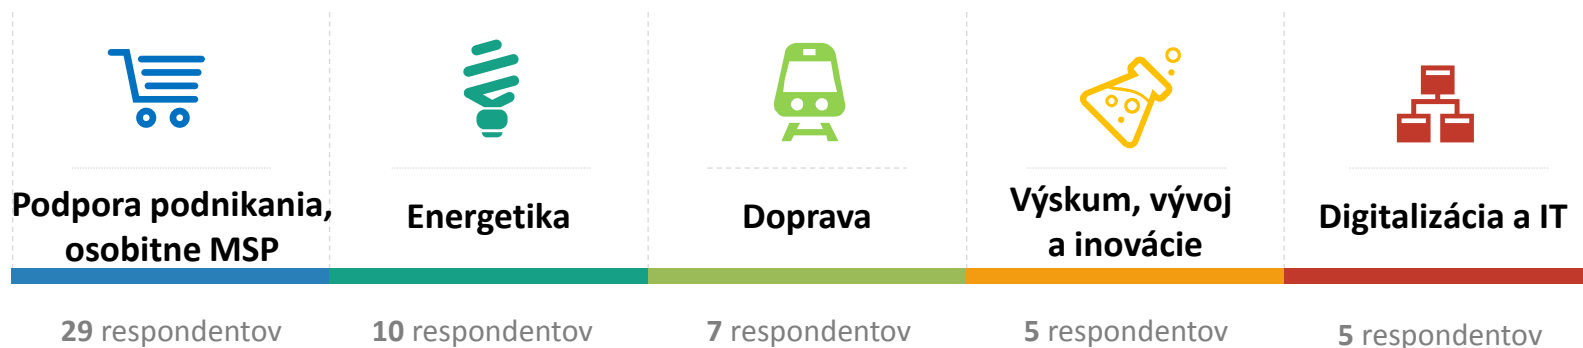 Podpora podnikania,
osobitne MSP
Energetika
Doprava
Výskum, vývoj
a inovácie
Digitalizácia a IT
29 respondentov
10 respondentov
7 respondentov
5 respondentov
5 respondentov